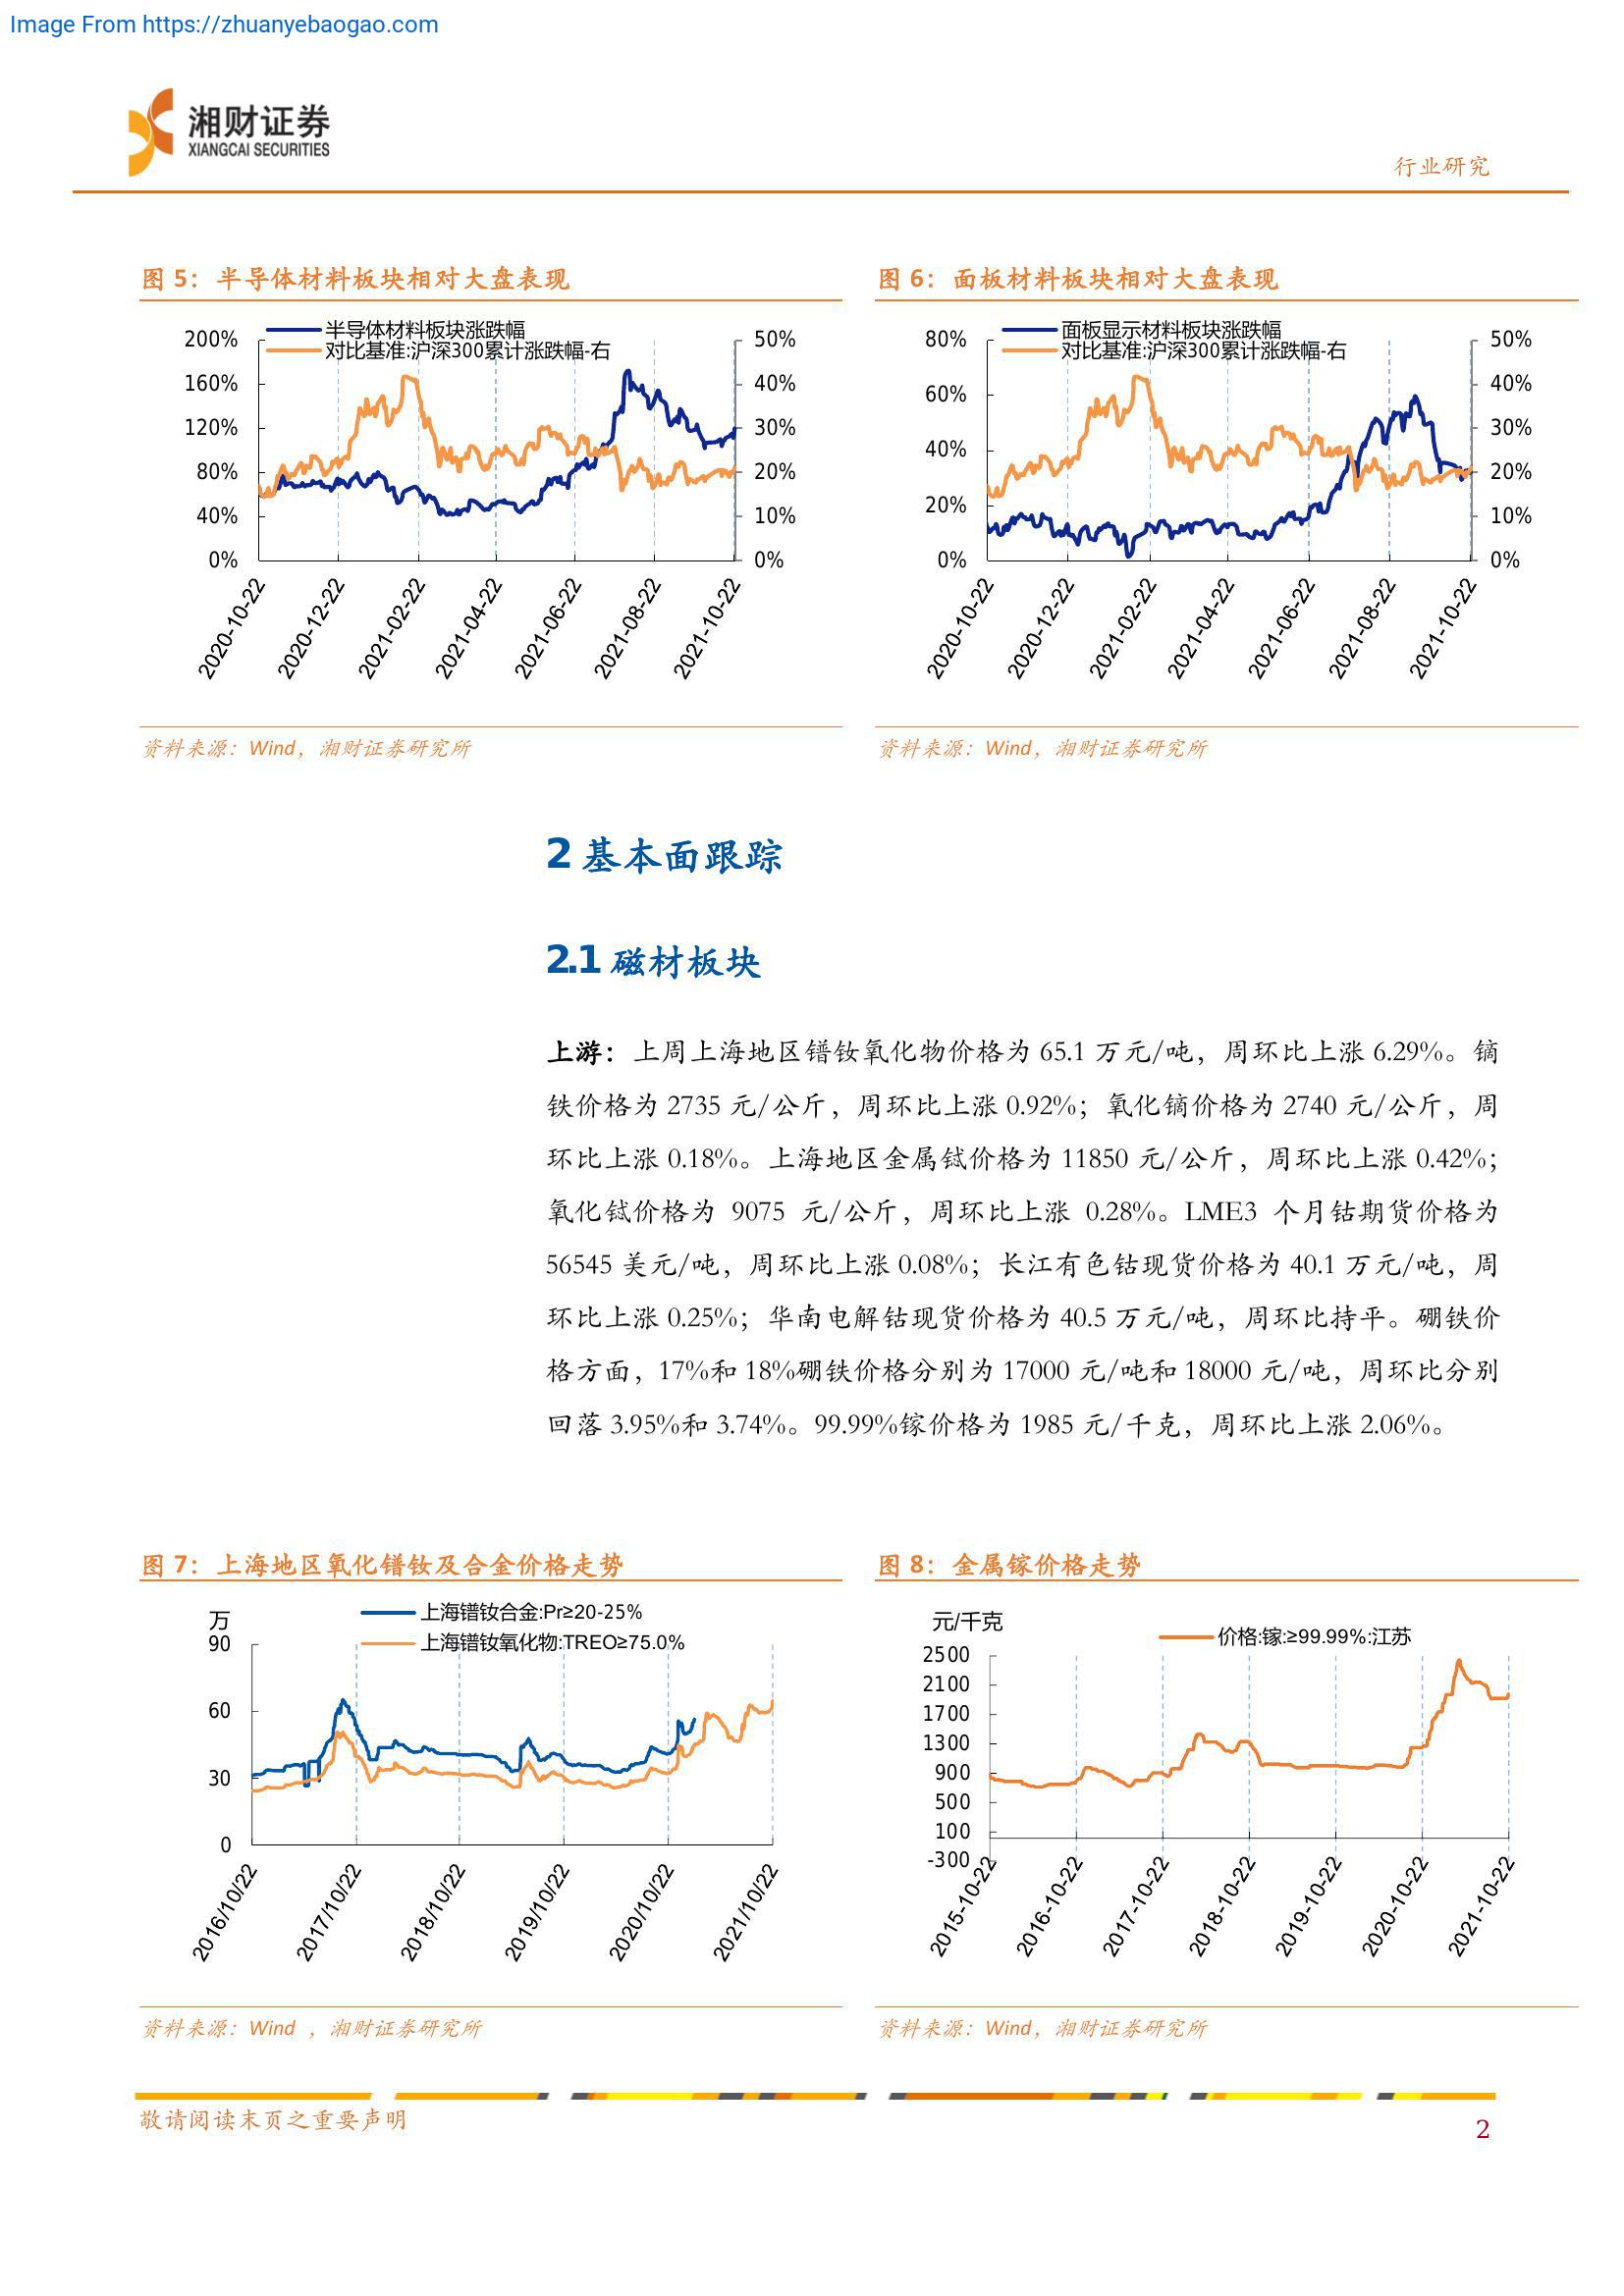 Image From https://zhuanyebaogao.com
湘财证券
XIANGCAI SECURITIES
行业研究
图 5：半导体材料板块相对大盘表现
半导体材料板块涨跌幅
对比基准:沪深300累计涨跌幅-右
200%
160%
120%
80%
40%
0%
50%
40%
30%
20%
10%
0%
2020-10-22
2020-12-22
2021-02-22
2021-04-22
2021-06-22
2021-08-22
2021-10-22
资料来源：Wind，湘财证券研究所
图 6：面板材料板块相对大盘表现
面板显示材料板块涨跌幅
对比基准:沪深300累计涨跌幅-右
80%
60%
40%
20%
0%
50%
40%
30%
20%
10%
0%
2020-10-22
2020-12-22
2021-02-22
2021-04-22
2021-06-22
2021-08-22
2021-10-22
资料来源：Wind，湘财证券研究所
2 基本面跟踪
2.1 磁材板块
上游：上周上海地区镨钕氧化物价格为 65.1 万元/吨，周环比上涨 6.29%。镝
铁价格为 2735 元/公斤，周环比上涨 0.92%；氧化镝价格为 2740 元/公斤，周
环比上涨 0.18%。上海地区金属铽价格为 11850 元/公斤，周环比上涨 0.42%；
氧化铽价格为 9075 元/公斤，周环比上涨 0.28%。LME3 个月钴期货价格为
56545 美元/吨，周环比上涨 0.08%；长江有色钴现货价格为 40.1 万元/吨，周
环比上涨 0.25%；华南电解钴现货价格为 40.5 万元/吨，周环比持平。硼铁价
格方面，17%和 18%硼铁价格分别为 17000 元/吨和 18000 元/吨，周环比分别
回落 3.95%和 3.74%。99.99%镓价格为 1985 元/千克，周环比上涨 2.06%。
图 7：上海地区氧化镨钕及合金价格走势
万
上海镨钕合金:Pr≥20-25%
上海镨钕氧化物:TREO≥75.0%
90
60
30
0
2016/10/22
2017/10/22
2018/10/22
2019/10/22
2020/10/22
2021/10/22
资料来源：Wind ，湘财证券研究所
图 8：金属镓价格走势
元/千克
价格:镓:≥99.99%:江苏
2500
2100
1700
1300
900
500
100
-300
2015-10-22
2016-10-22
2017-10-22
2018-10-22
2019-10-22
2020-10-22
2021-10-22
资料来源：Wind，湘财证券研究所
敬请阅读末页之重要声明
2